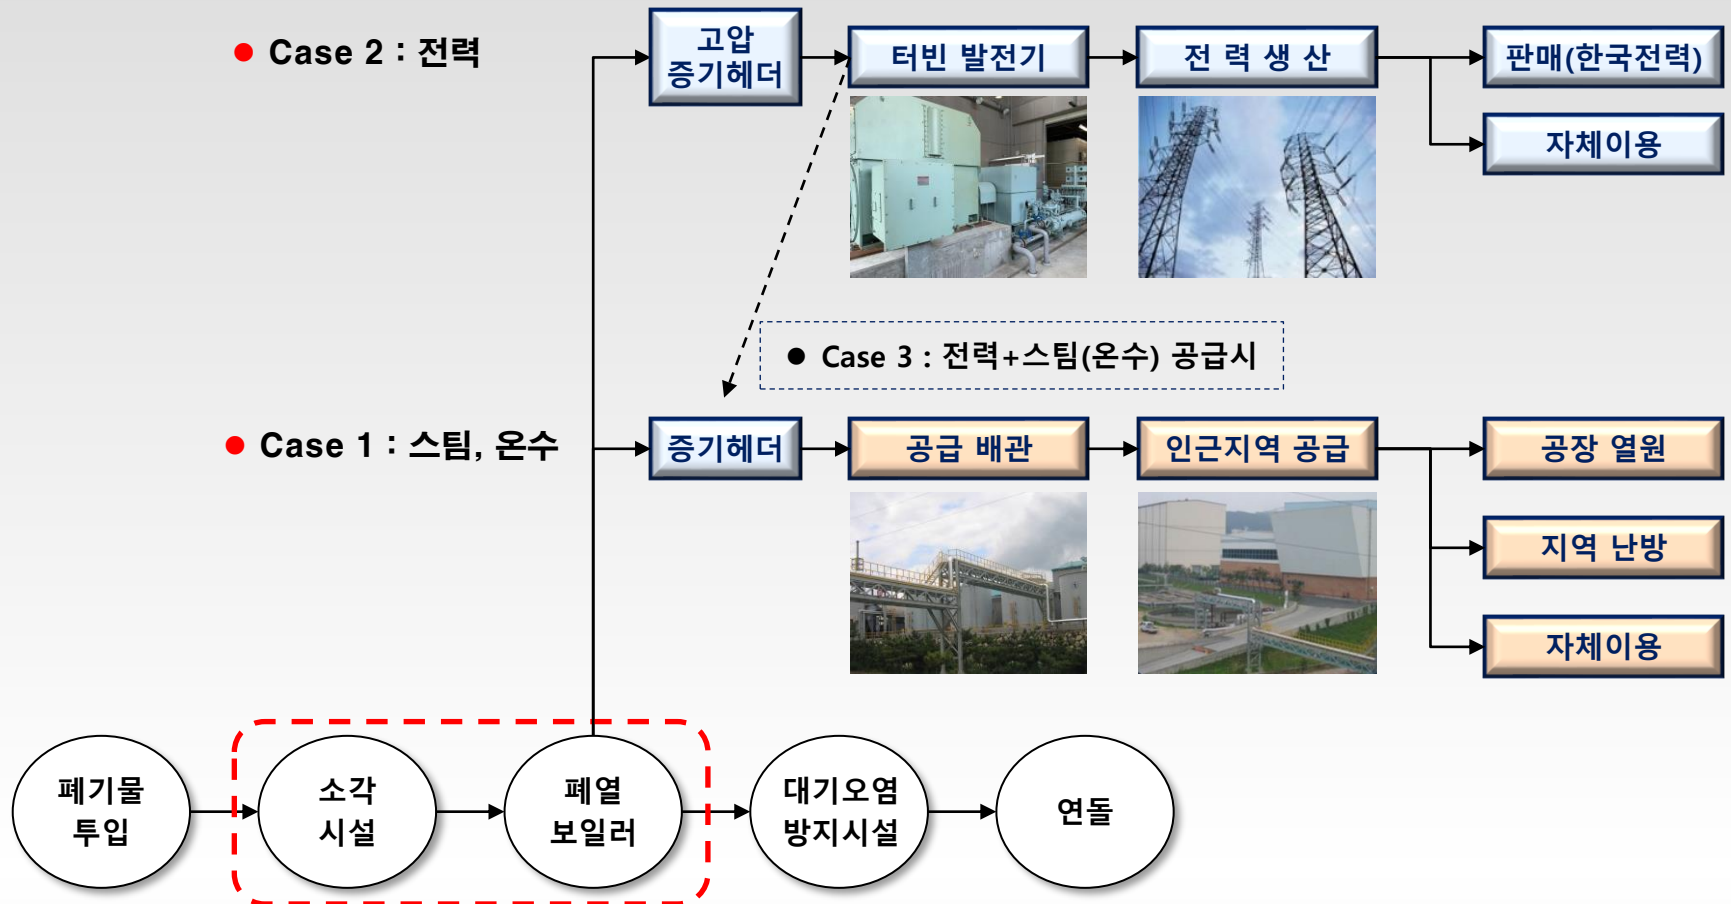 ● Case 2 : 전력
고압
증기헤더
터빈 발전기
전 력 생 산
판매(한국전력)
자체이용
● Case 3 : 전력+스팀(온수) 공급시
● Case 1 : 스팀, 온수
증기헤더
공급 배관
인근지역 공급
공장 열원
지역 난방
자체이용
폐기물
투입
소각
시설
폐열
보일러
대기오염
방지시설
연돌